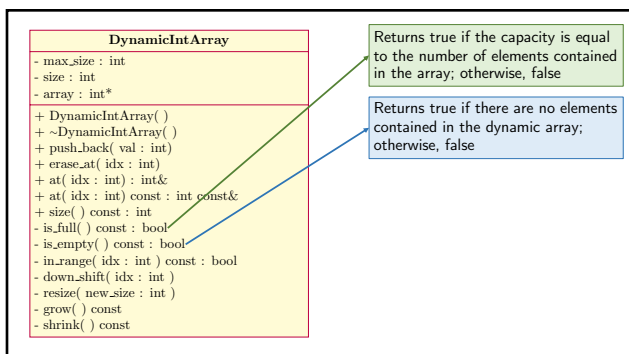 DynamicIntArray
- max_size : int
- size : int
- array : int*
+ DynamicIntArray( )
+ ~DynamicIntArray( )
+ push_back( val : int)
+ erase_at( idx : int)
+ at( idx : int) : int&
+ at( idx : int) const : int const&
+ size( ) const : int
- is_full( ) const : bool
- is_empty( ) const : bool
- in_range( idx : int ) const : bool
- down_shift( idx : int )
- resize( new_size : int )
- grow( ) const
- shrink( ) const
Returns true if the capacity is equal
to the number of elements contained
in the array; otherwise, false
Returns true if there are no elements
contained in the dynamic array;
otherwise, false